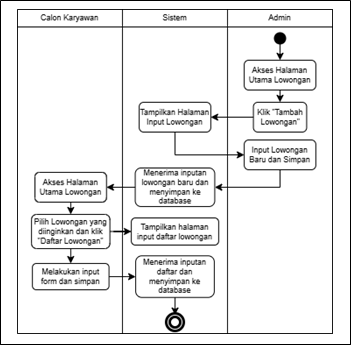 Calon Karyawan
Sistem
Admin
Akses Halaman
Utama Lowongan
Klik "Tambah
Lowongan"
Tampilkan Halaman
Input Lowongan
Input Lowongan
Baru dan Simpan
Menerima inputan
lowongan baru dan
menyimpan ke
database
Akses Halaman
Utama Lowongan
Pilih Lowongan yang
diinginkan dan klik
"Daftar Lowongan"
Tampilkan halaman
input daftar lowongan
Melakukan input
form dan simpan
Menerima inputan
daftar dan
menyimpan ke
database